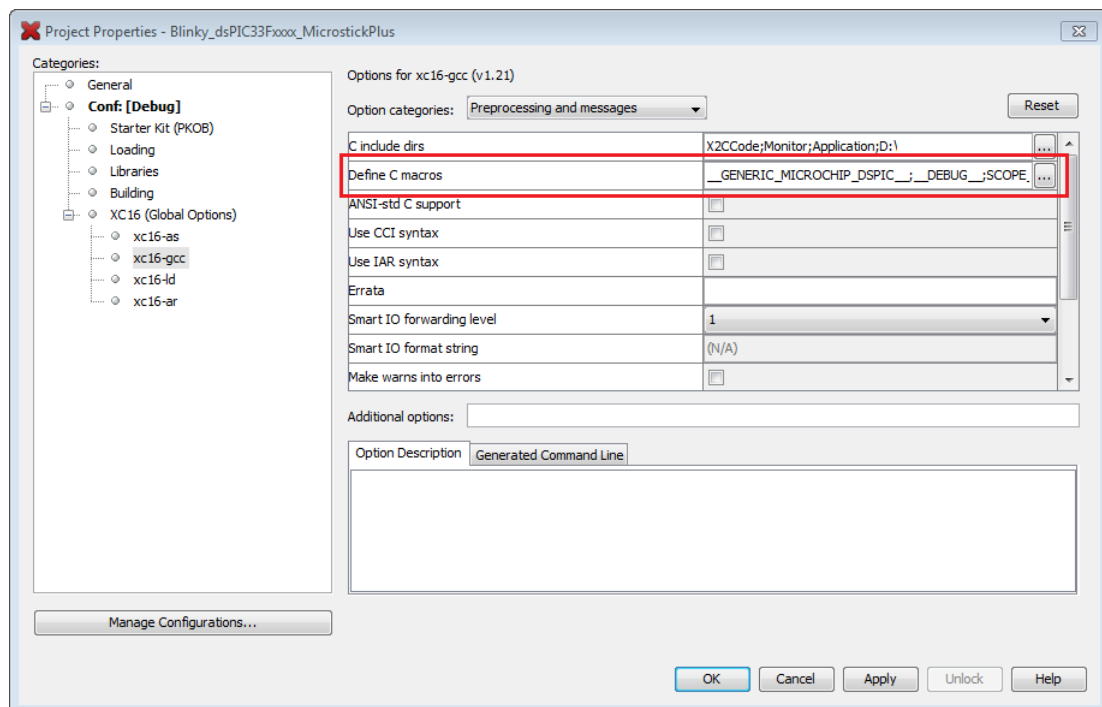 Project Properties - Blinky_dsPIC33Fxxxx_MicrostickPlus
Categories:
General
Conf: [Debug]
Starter Kit (PKOB)
Loading
Libraries
Building
XC16 (Global Options)
xc16-as
xc16-gcc
xc16-ld
xc16-ar
Manage Configurations...
Options for xc16-gcc (v1.21)
Option categories: Preprocessing and messages Reset
C include dirs X2CCode;Monitor;Application;D:\ ...
Define C macros __GENERIC_MICROCHIP_DSPIC__;__DEBUG__;SCOPE_ ...
ANSI-std C support
Use CCI syntax
Use IAR syntax
Errata
Smart IO forwarding level 1
Smart IO format string (N/A)
Make warns into errors
Additional options:
Option Description Generated Command Line
OK Cancel Apply Unlock Help